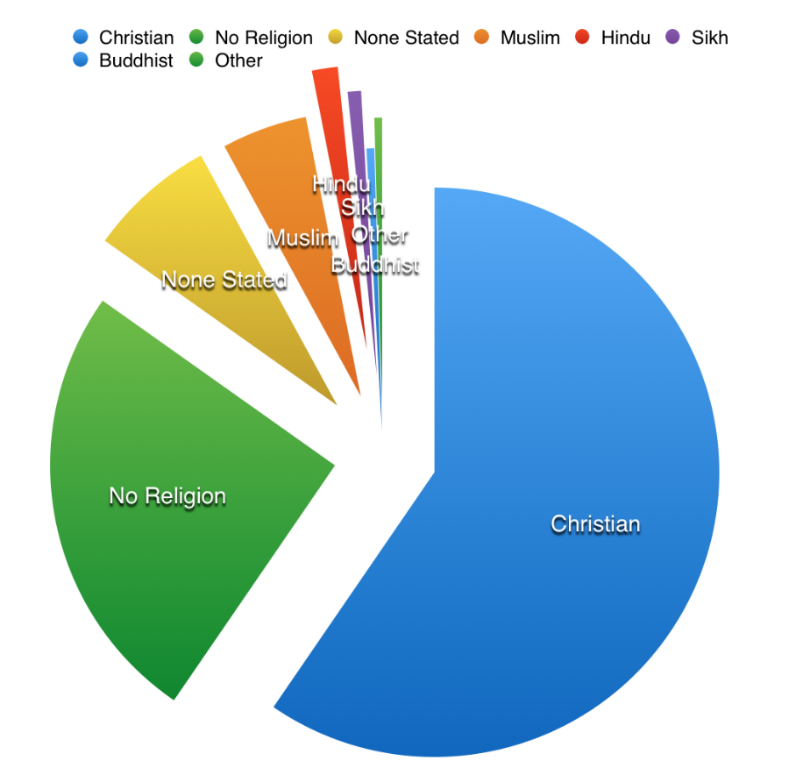 Christian No Religion None Stated Muslim Hindu Sikh
Buddhist Other
Hindu
Sikh
Other
Muslim
Buddhist
None Stated
No Religion
Christian